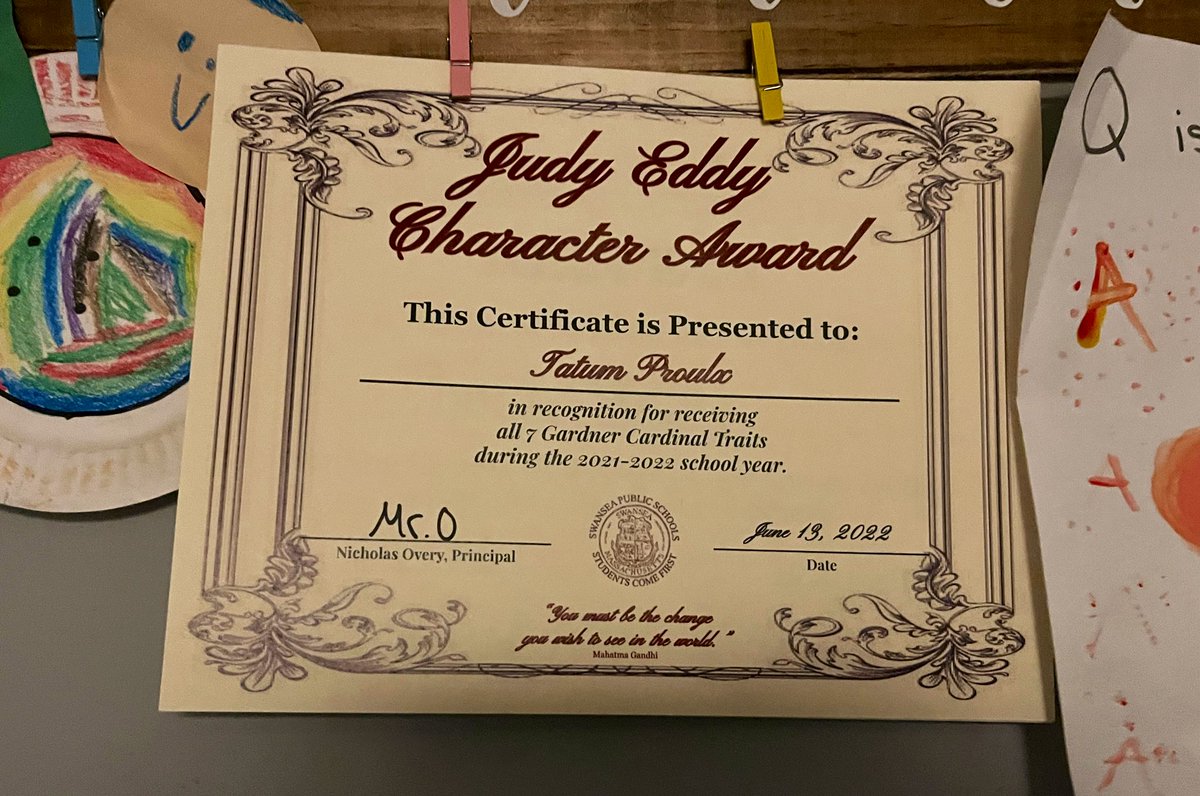 Judy Eddy
Character Award
This Certificate is Presented to:
Tatum Proulx
in recognition for receiving
all 7 Gardner Cardinal Traits
during the 2021-2022 school year.
Mr. O
Nicholas Overy, Principal
SWANSEA PUBLIC SCHOOLS
SWANSEA
MASSACHUSETTS
STUDENTS COME FIRST
June 13, 2022
Date
"You must be the change
you wish to see in the world."
Mahatma Gandhi
Q is
A